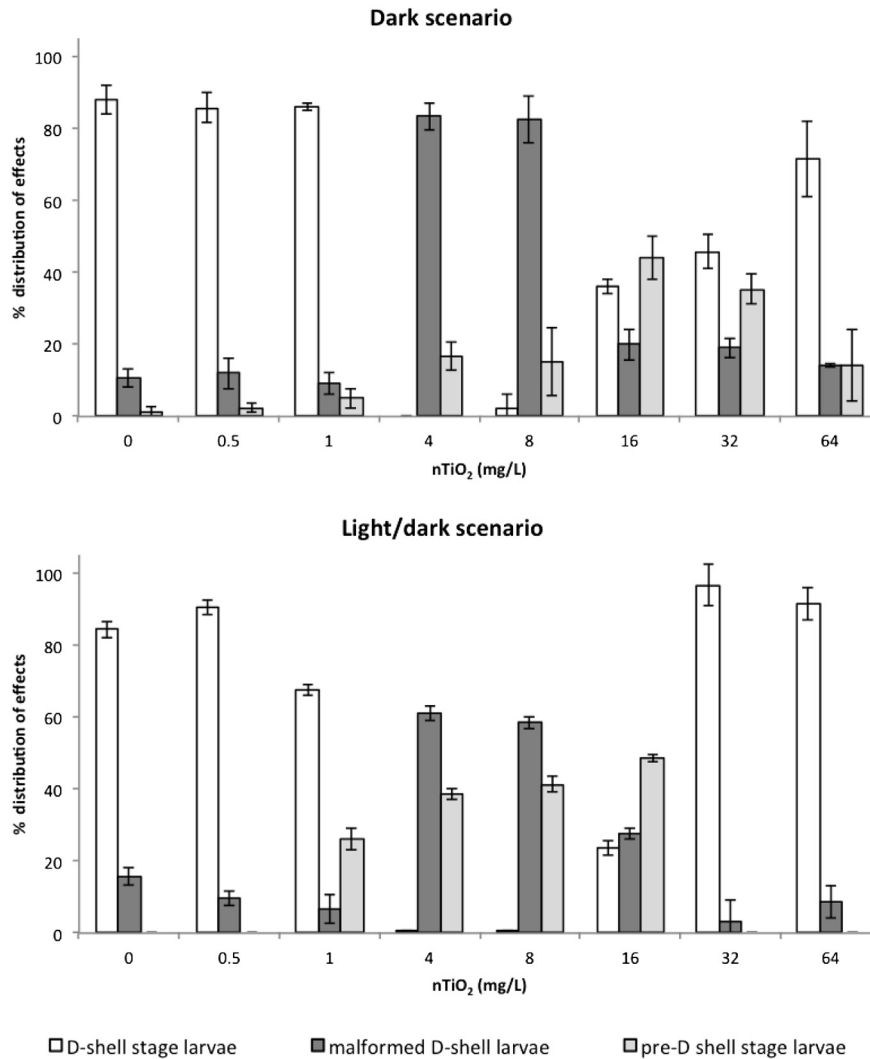 Dark scenario
100
80
60
40
20
0
% distribution of effects
0 0.5 1 4 8 16 32 64
nTiO₂ (mg/L)
Light/dark scenario
100
80
60
40
20
0
% distribution of effects
0 0.5 1 4 8 16 32 64
nTiO₂ (mg/L)
D-shell stage larvae malformed D-shell larvae pre-D shell stage larvae